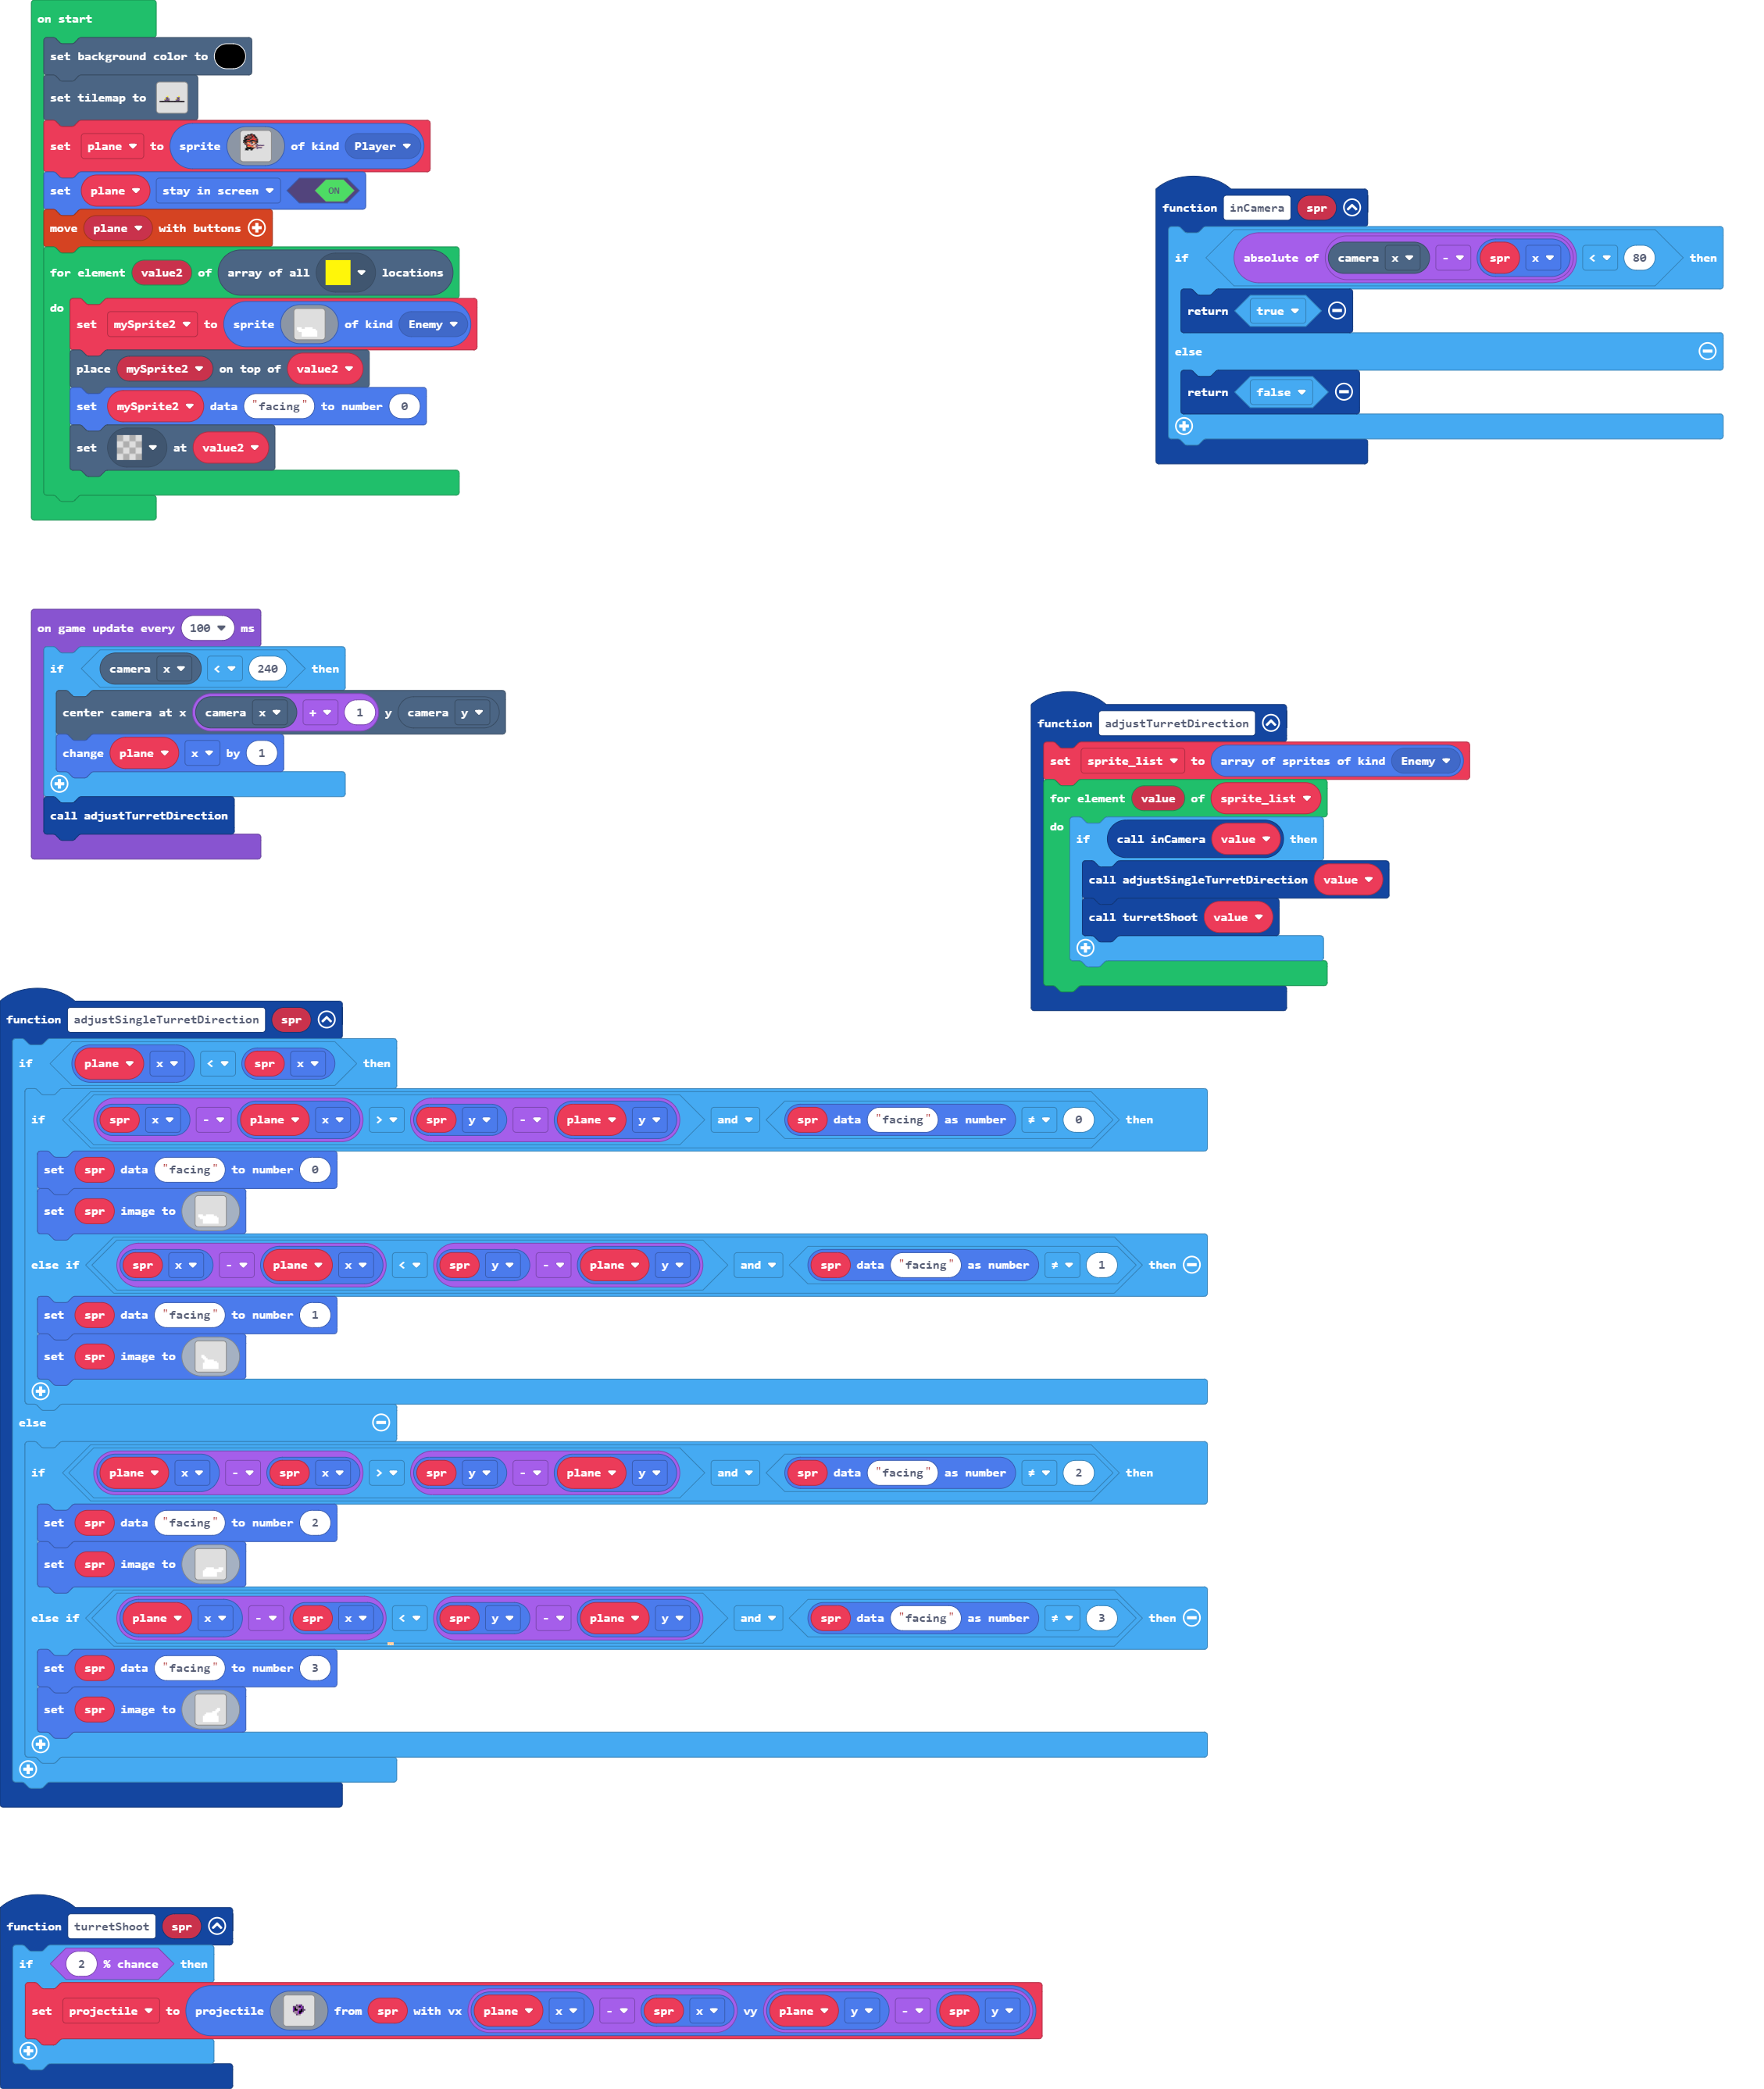 on start
set background color to
set tilemap to
set plane to sprite of kind Player
set plane stay in screen ON
move plane with buttons
for element value2 of array of all locations
do
set mySprite2 to sprite of kind Enemy
place mySprite2 on top of value2
set mySprite2 data "facing" to number 0
set at value2
function inCamera spr
if absolute of camera x - spr x < 80 then
return true
else
return false
on game update every 100 ms
if camera x < 240 then
center camera at x camera x + 1 y camera y
change plane x by 1
call adjustTurretDirection
function adjustTurretDirection
set sprite_list to array of sprites of kind Enemy
for element value of sprite_list
do
if call inCamera value then
call adjustSingleTurretDirection value
call turretShoot value
function adjustSingleTurretDirection spr
if plane x < spr x then
if spr x - plane x > spr y - plane y and spr data "facing" as number ≠ 0 then
set spr data "facing" to number 0
set spr image to
else if spr x - plane x < spr y - plane y and spr data "facing" as number ≠ 1 then
set spr data "facing" to number 1
set spr image to
else
if plane x - spr x > spr y - plane y and spr data "facing" as number ≠ 2 then
set spr data "facing" to number 2
set spr image to
else if plane x - spr x < spr y - plane y and spr data "facing" as number ≠ 3 then
set spr data "facing" to number 3
set spr image to
function turretShoot spr
if 2 % chance then
set projectile to projectile from spr with vx plane x - spr x vy plane y - spr y